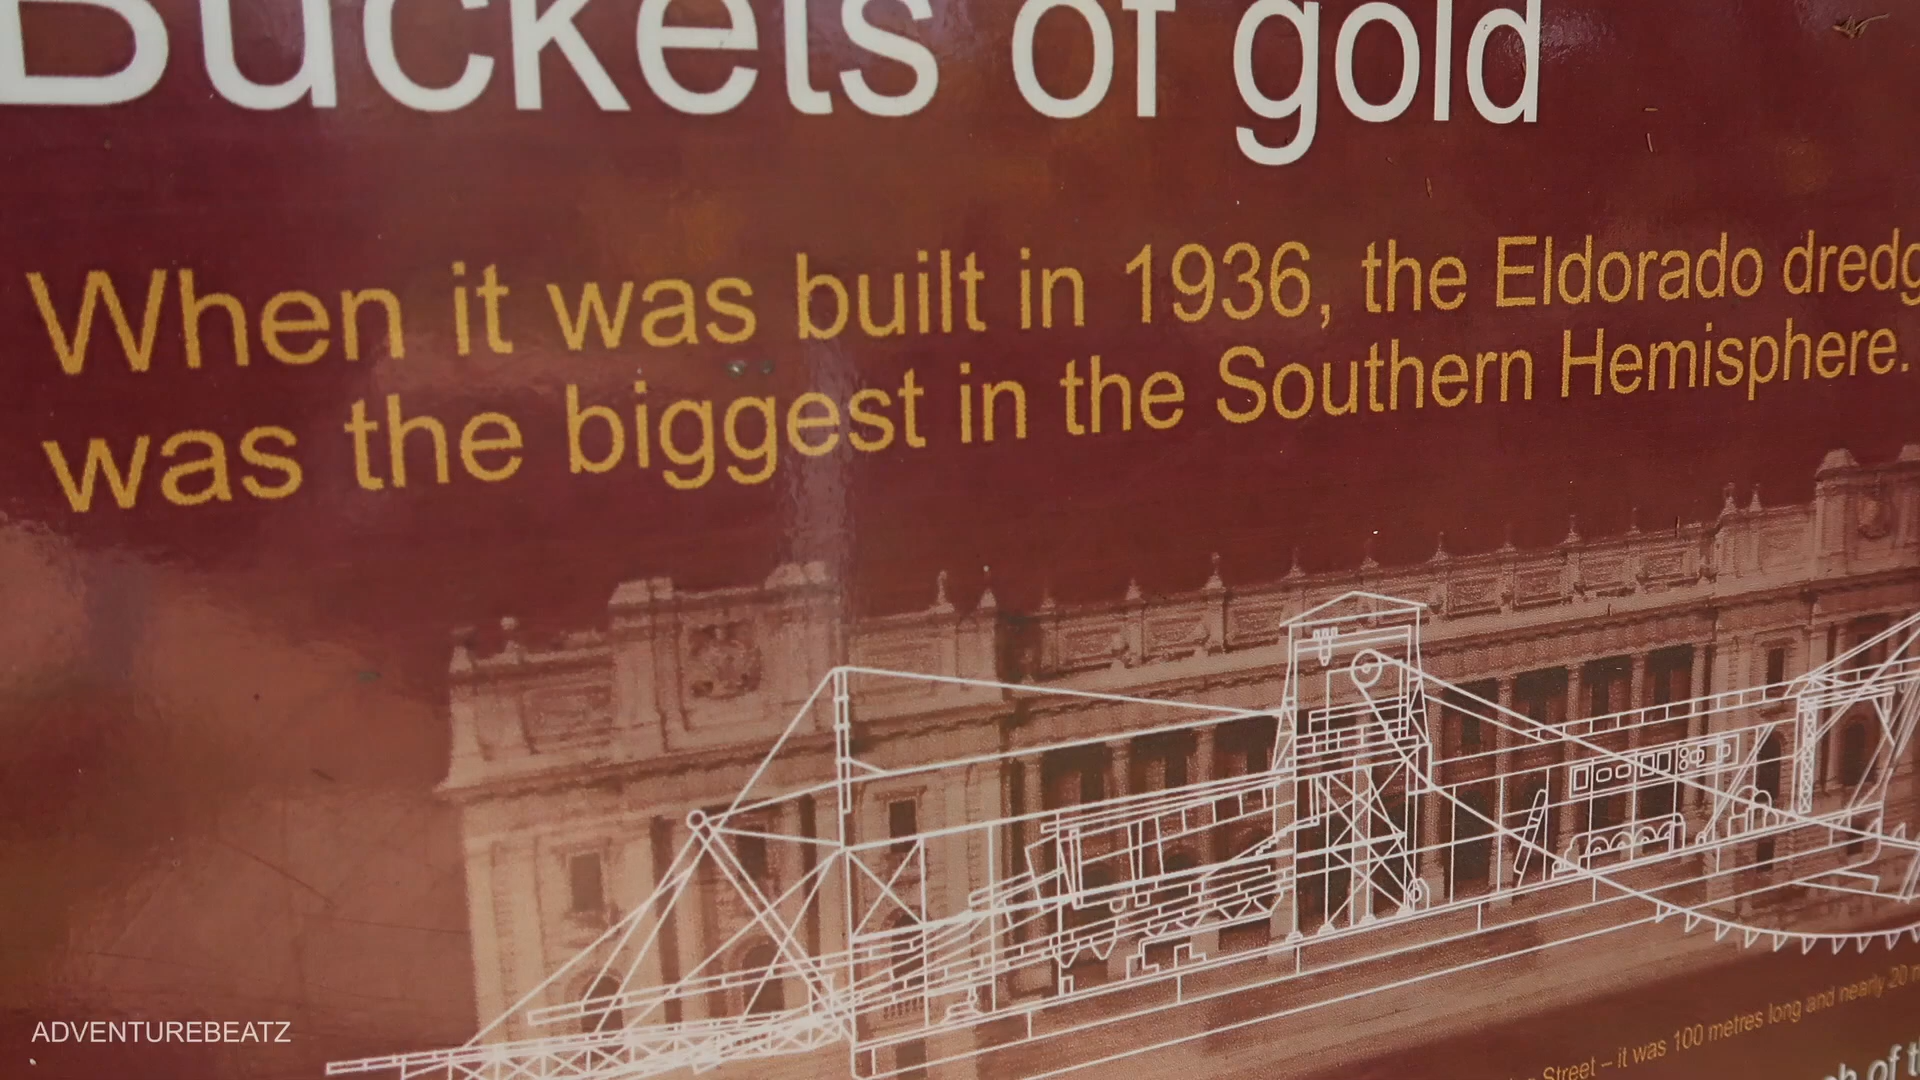 Buckets of gold
When it was built in 1936, the Eldorado dredg
was the biggest in the Southern Hemisphere.
Street – it was 100 metres long and nearly 20 m
of t
ADVENTUREBEATZ